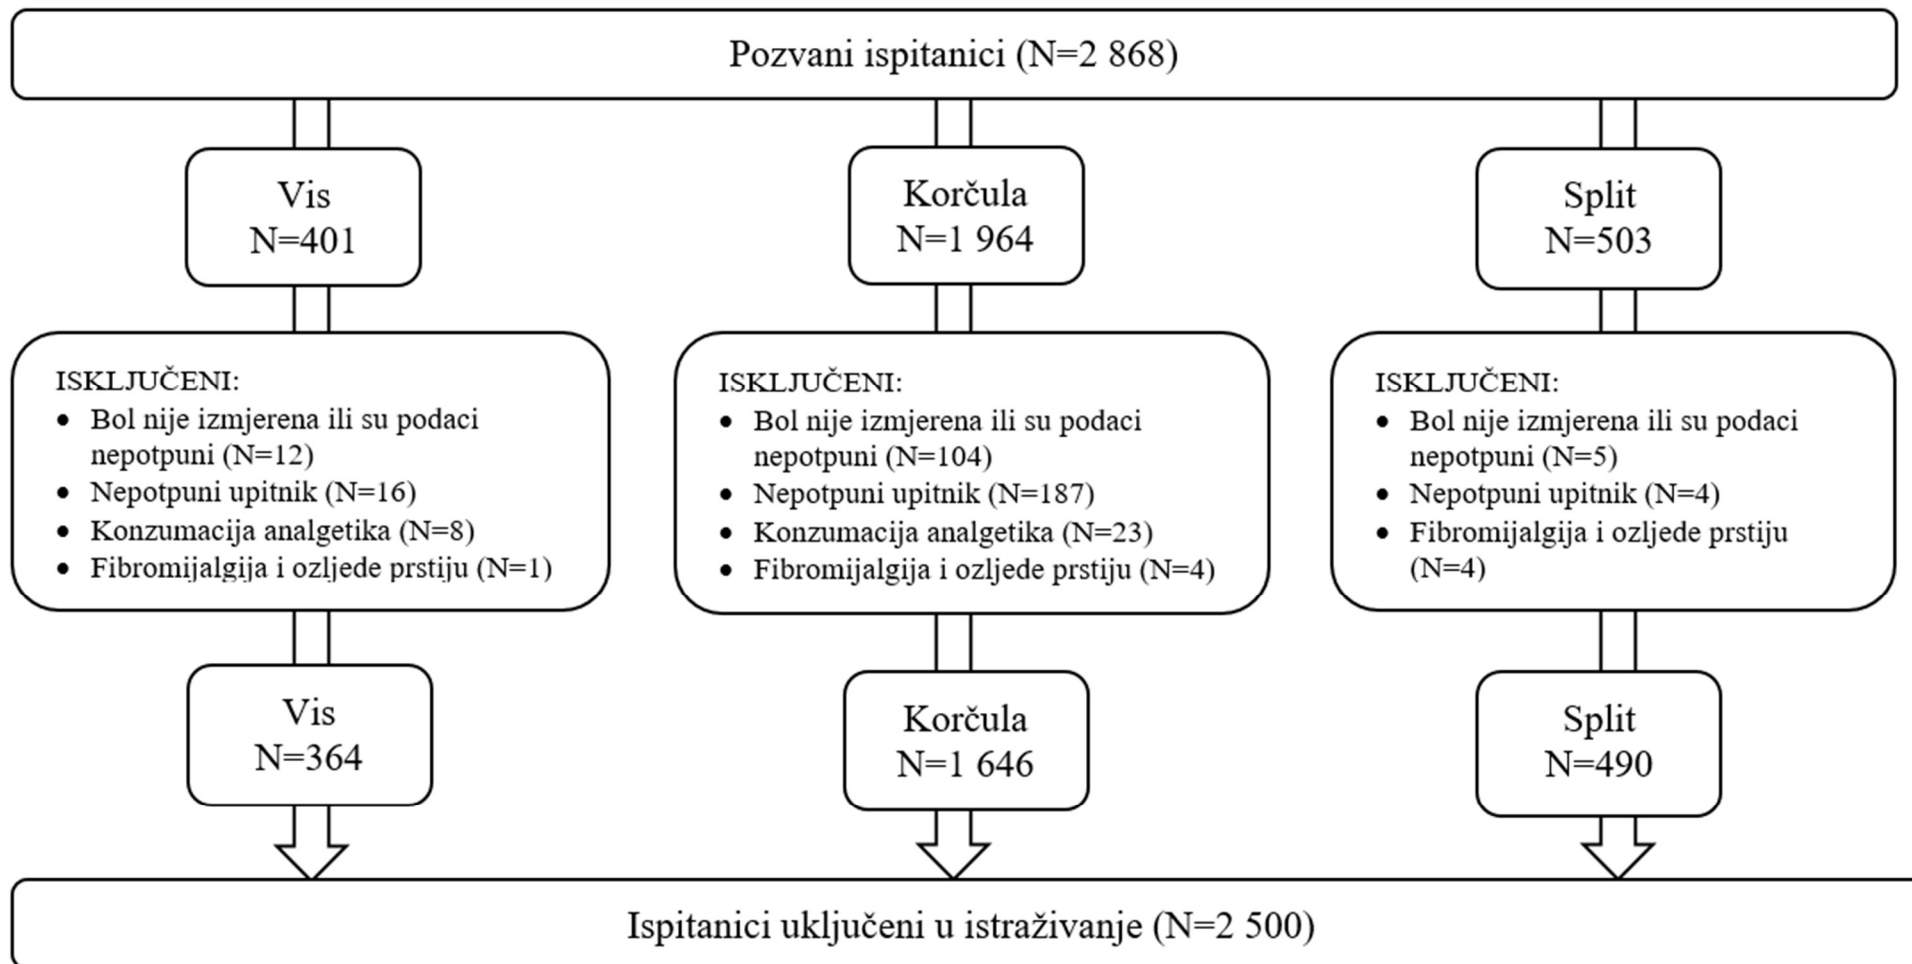 Pozvani ispitanici (N=2 868)
Vis
N=401
Korčula
N=1 964
Split
N=503
ISKLJUČENI:
• Bol nije izmjerena ili su podaci
nepotpuni (N=12)
• Nepotpuni upitnik (N=16)
• Konzumacija analgetika (N=8)
• Fibromijalgija i ozljede prstiju (N=1)
ISKLJUČENI:
• Bol nije izmjerena ili su podaci
nepotpuni (N=104)
• Nepotpuni upitnik (N=187)
• Konzumacija analgetika (N=23)
• Fibromijalgija i ozljede prstiju (N=4)
ISKLJUČENI:
• Bol nije izmjerena ili su podaci
nepotpuni (N=5)
• Nepotpuni upitnik (N=4)
• Fibromijalgija i ozljede prstiju
(N=4)
Vis
N=364
Korčula
N=1 646
Split
N=490
Ispitanici uključeni u istraživanje (N=2 500)